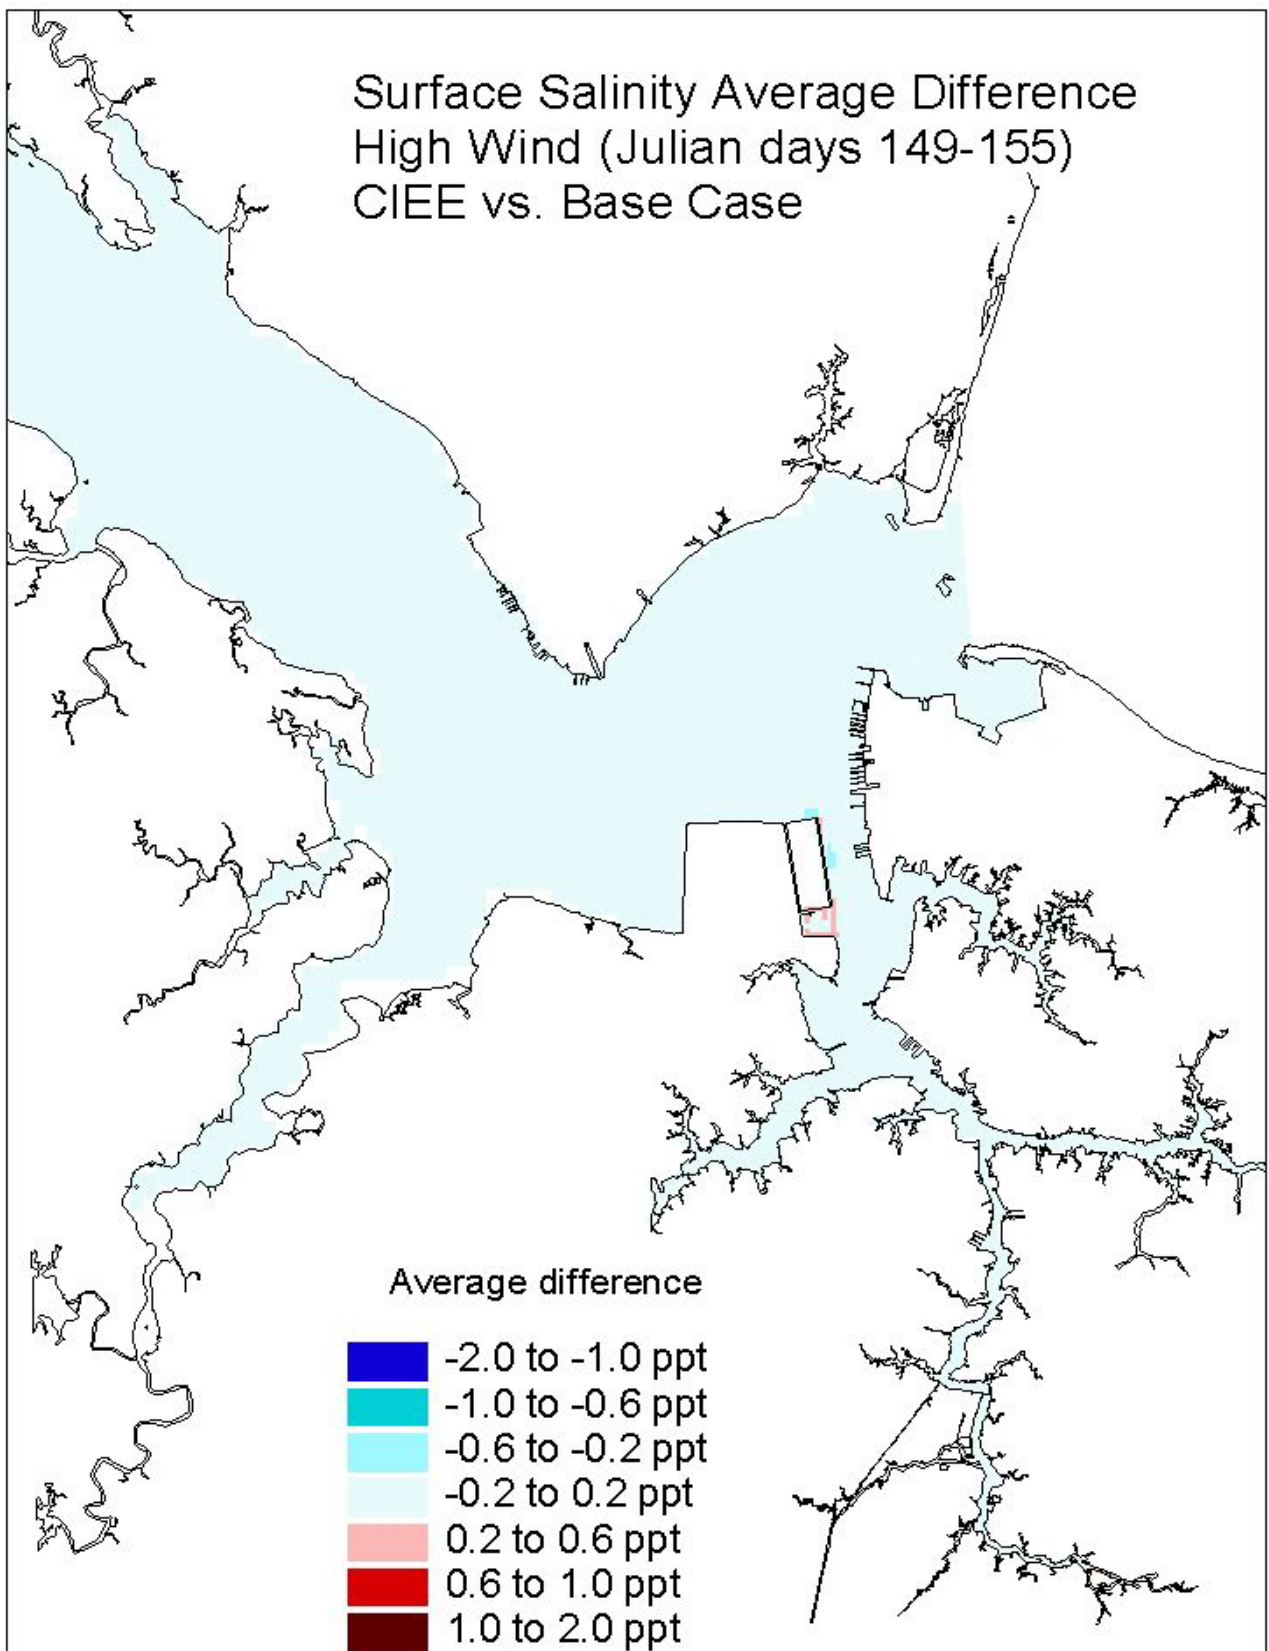 Surface Salinity Average Difference
High Wind (Julian days 149-155)
CIEE vs. Base Case
Average difference
-2.0 to -1.0 ppt
-1.0 to -0.6 ppt
-0.6 to -0.2 ppt
-0.2 to 0.2 ppt
0.2 to 0.6 ppt
0.6 to 1.0 ppt
1.0 to 2.0 ppt